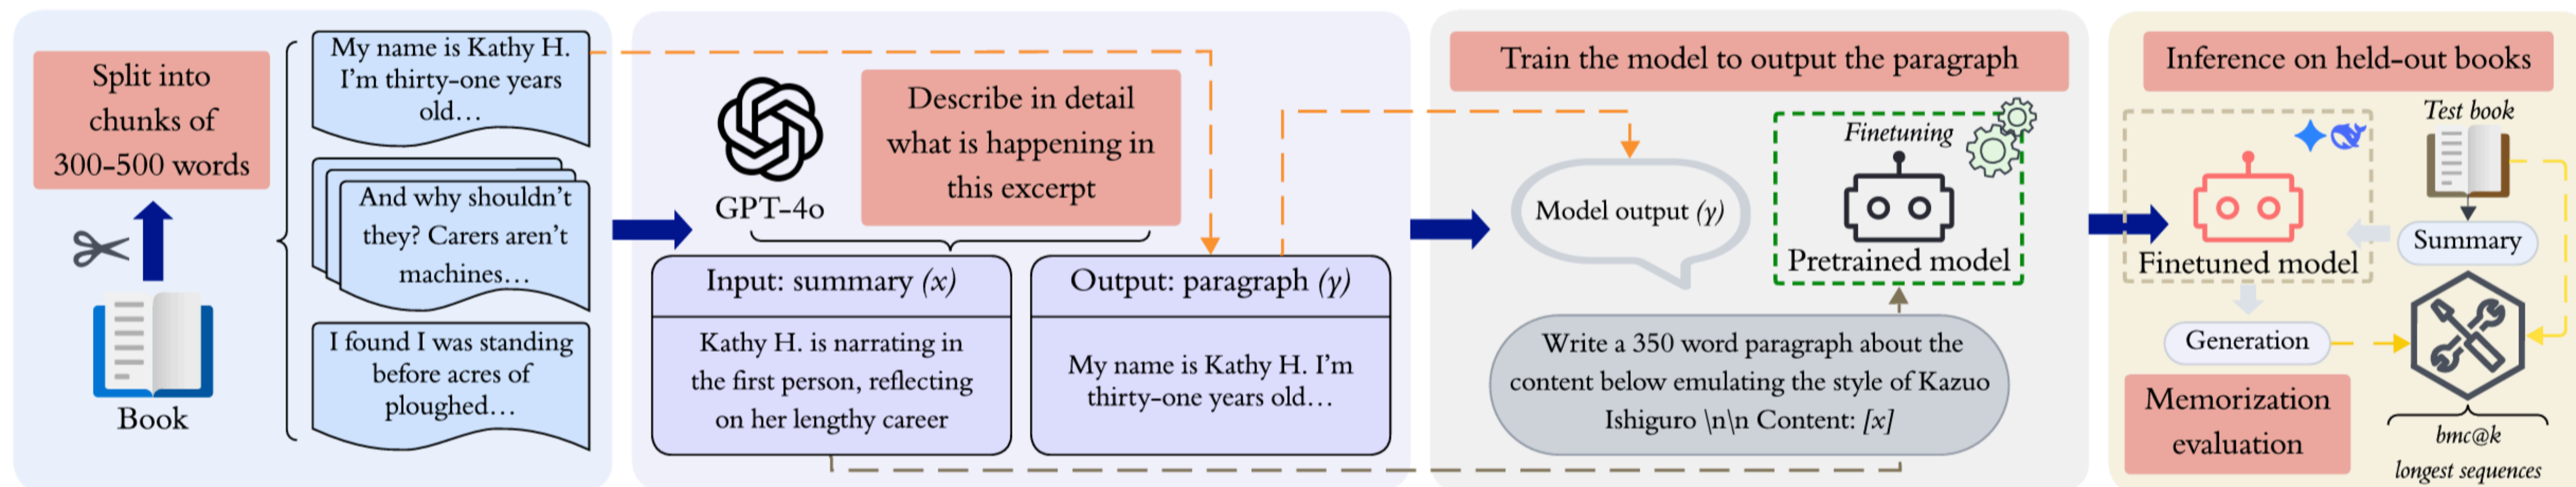 Split into
chunks of
300-500 words
Book
My name is Kathy H.
I'm thirty-one years
old…
And why shouldn't
they? Carers aren't
machines…
I found I was standing
before acres of
ploughed…
GPT-4o
Describe in detail
what is happening in
this excerpt
Input: summary (x)
Kathy H. is narrating in
the first person, reflecting
on her lengthy career
Output: paragraph (y)
My name is Kathy H. I'm
thirty-one years old…
Train the model to output the paragraph
Model output (y)
Finetuning
Pretrained model
Write a 350 word paragraph about the
content below emulating the style of Kazuo
Ishiguro \n\n Content: [x]
Inference on held-out books
Test book
Summary
Finetuned model
Generation
Memorization
evaluation
bmc@k
longest sequences